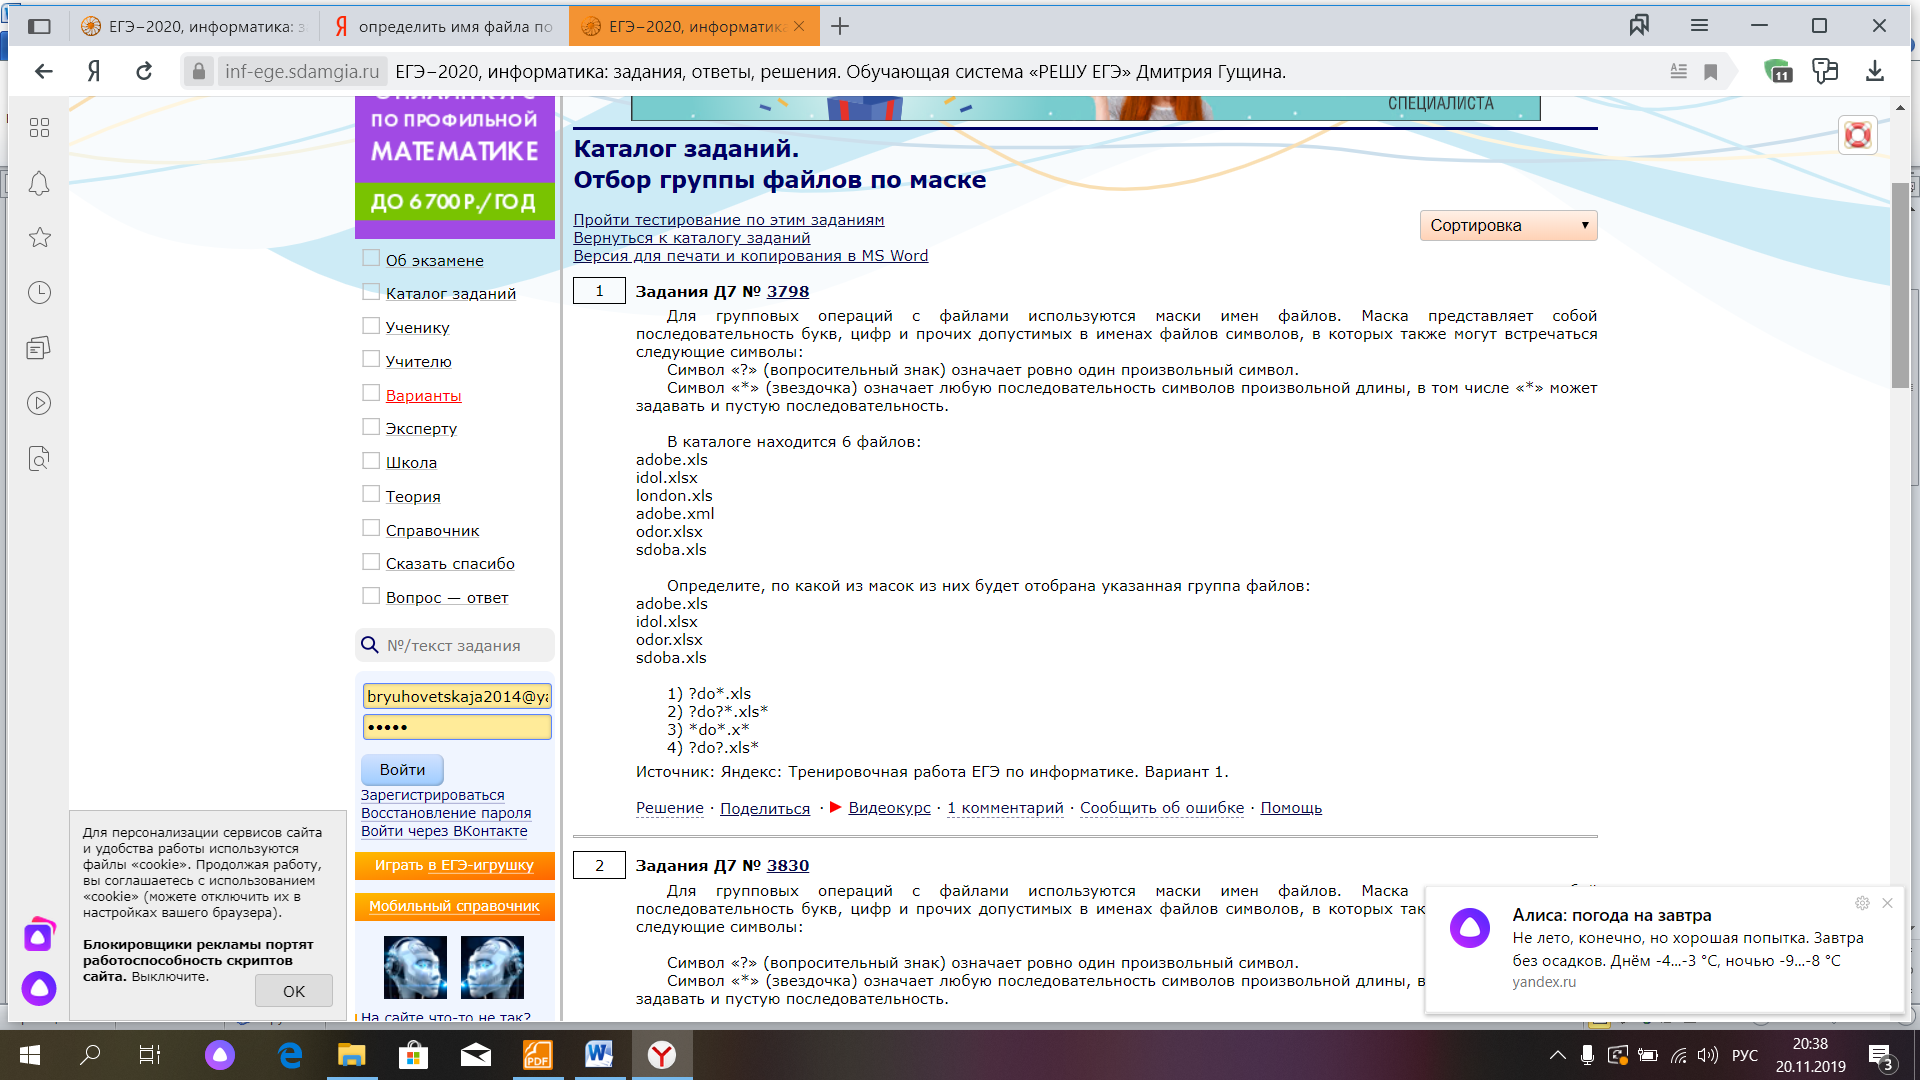 ЕГЭ–2020, информатика: з
определить имя файла по
ЕГЭ–2020, информатика
inf-ege.sdamgia.ru ЕГЭ–2020, информатика: задания, ответы, решения. Обучающая система «РЕШУ ЕГЭ» Дмитрия Гущина.
11
ПО ПРОФИЛЬНОЙ
МАТЕМАТИКЕ
ДО 6 700 Р./ ГОД
Об экзамене
Каталог заданий
Ученику
Учителю
Варианты
Эксперту
Школа
Теория
Справочник
Сказать спасибо
Вопрос — ответ
№/текст задания
bryuhovetskaja2014@ya
•••••
Войти
Зарегистрироваться
Восстановление пароля
Войти через ВКонтакте
Играть в ЕГЭ-игрушку
Мобильный справочник
На сайте что-то не так?
Для персонализации сервисов сайта
и удобства работы используются
файлы «cookie». Продолжая работу,
вы соглашаетесь с использованием
«cookie» (можете отключить их в
настройках вашего браузера).
Блокировщики рекламы портят
работоспособность скриптов
сайта. Выключите.
OK
СПЕЦИАЛИСТА
Каталог заданий.
Отбор группы файлов по маске
Пройти тестирование по этим заданиям
Вернуться к каталогу заданий
Версия для печати и копирования в MS Word
Сортировка
1
Задания Д7 № 3798
Для групповых операций с файлами используются маски имен файлов. Маска представляет собой
последовательность букв, цифр и прочих допустимых в именах файлов символов, в которых также могут встречаться
следующие символы:
Символ «?» (вопросительный знак) означает ровно один произвольный символ.
Символ «*» (звездочка) означает любую последовательность символов произвольной длины, в том числе «*» может
задавать и пустую последовательность.
В каталоге находится 6 файлов:
adobe.xls
idol.xlsx
london.xls
adobe.xml
odor.xlsx
sdoba.xls
Определите, по какой из масок из них будет отобрана указанная группа файлов:
adobe.xls
idol.xlsx
odor.xlsx
sdoba.xls
1) ?do*.xls
2) ?do?*.xls*
3) *do*.x*
4) ?do?.xls*
Источник: Яндекс: Тренировочная работа ЕГЭ по информатике. Вариант 1.
Решение · Поделиться · Видеокурс · 1 комментарий · Сообщить об ошибке · Помощь
2
Задания Д7 № 3830
Для групповых операций с файлами используются маски имен файлов. Маска
последовательность букв, цифр и прочих допустимых в именах файлов символов, в которых так
следующие символы:
Символ «?» (вопросительный знак) означает ровно один произвольный символ.
Символ «*» (звездочка) означает любую последовательность символов произвольной длины, в
задавать и пустую последовательность.
Алиса: погода на завтра
Не лето, конечно, но хорошая попытка. Завтра
без осадков. Днём -4...-3 °C, ночью -9...-8 °C
yandex.ru
PDF
РУС
20:38
20.11.2019
3